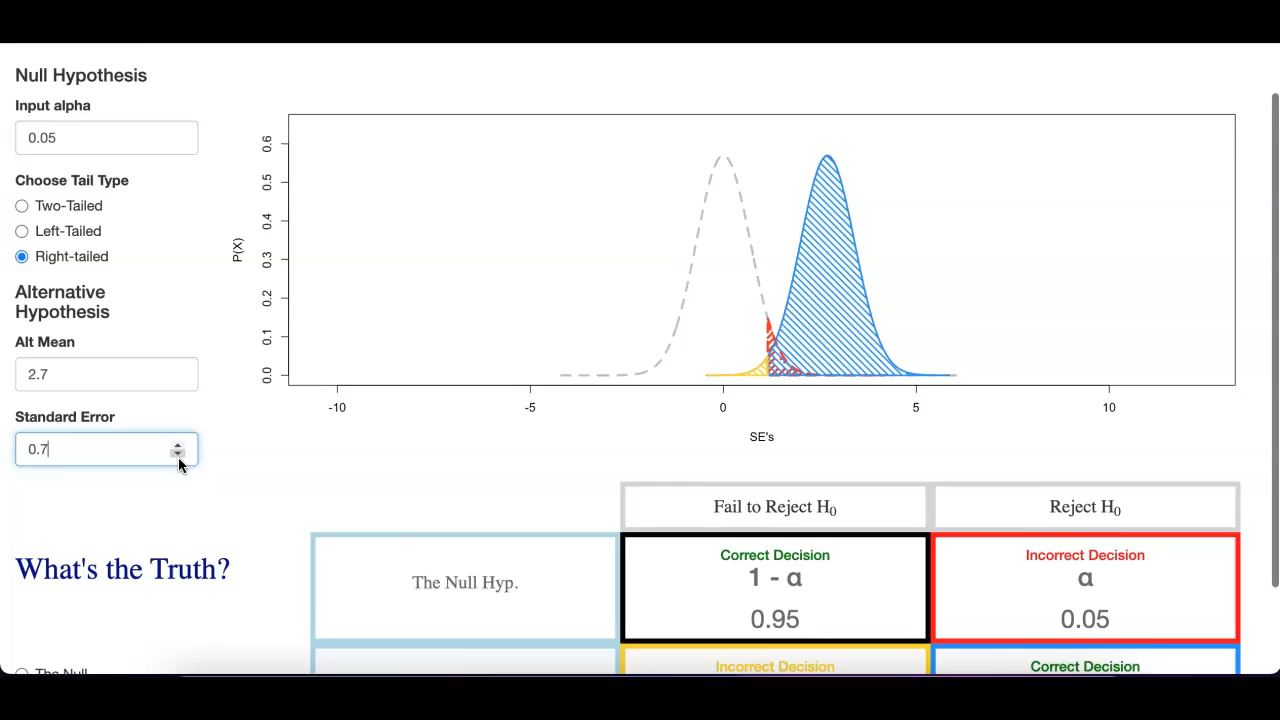 Null Hypothesis
Input alpha
0.05
Choose Tail Type
Two-Tailed
Left-Tailed
Right-tailed
Alternative
Hypothesis
Alt Mean
2.7
Standard Error
0.7
P(X)
0.6
0.5
0.4
0.3
0.2
0.1
0.0
-10
-5
0
5
10
SE's
Fail to Reject H₀
Reject H₀
What's the Truth?
The Null Hyp.
Correct Decision
1 - α
0.95
Incorrect Decision
α
0.05
Incorrect Decision
Correct Decision
The Null